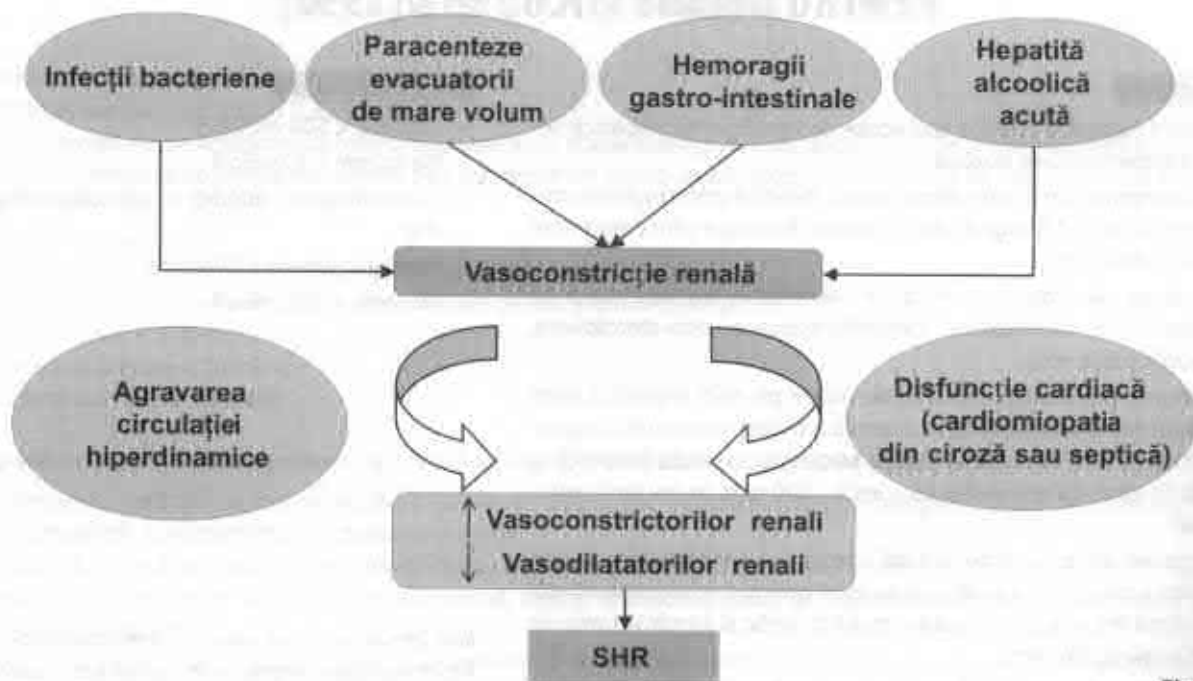 Infecții bacteriene
Paracenteze
evacuatorii
de mare volum
Hemoragii
gastro-intestinale
Hepatită
alcoolică
acută
Vasoconstricție renală
Agravarea
circulației
hiperdinamice
Disfuncție cardiacă
(cardiomiopatia
din ciroză sau septică)
Vasoconstrictorilor renali
Vasodilatatorilor renali
SHR